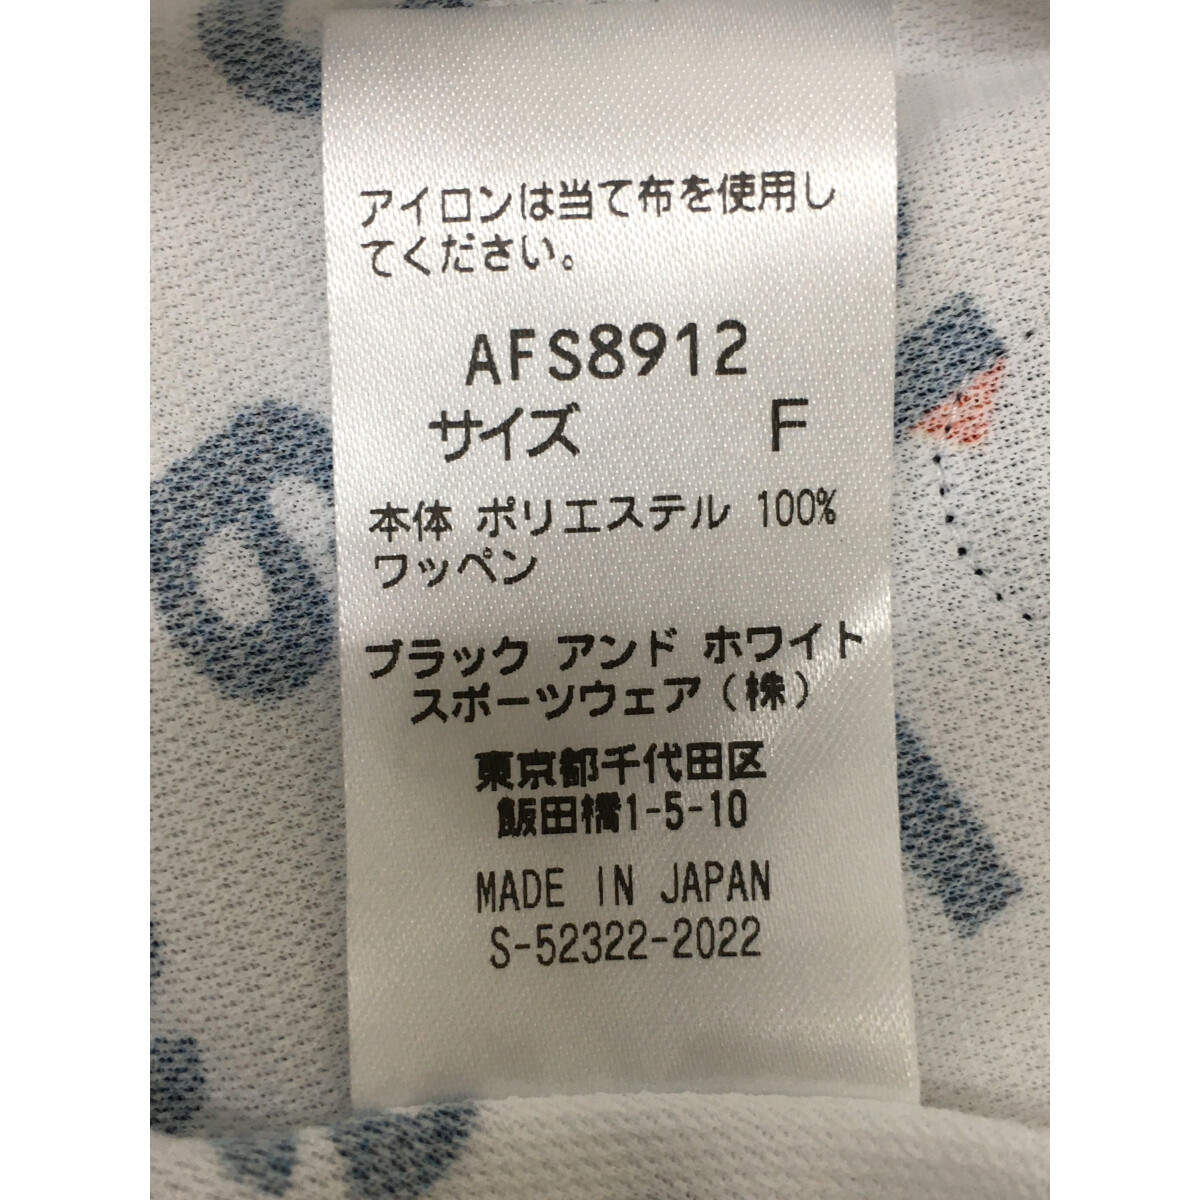 アイロンは当て布を使用し
てください。
AFS8912
サイズ F
本体 ポリエステル 100%
ワッペン
ブラック アンド ホワイト
スポーツウェア(株)
東京都千代田区
飯田橋1-5-10
MADE IN JAPAN
S-52322-2022